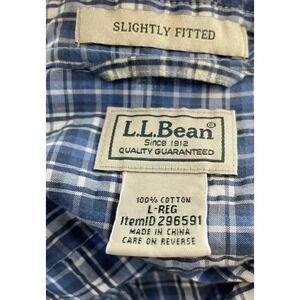 SLIGHTLY FITTED
L.L.Bean®
Since 1912
QUALITY GUARANTEED
100% COTTON
L-REG
ItemID 296591
MADE IN CHINA
CARE ON REVERSE